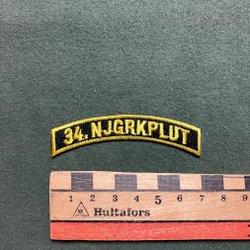 34. NJGRKPLUT
1 2 3 4 5 6 7 8 9
Hultafors